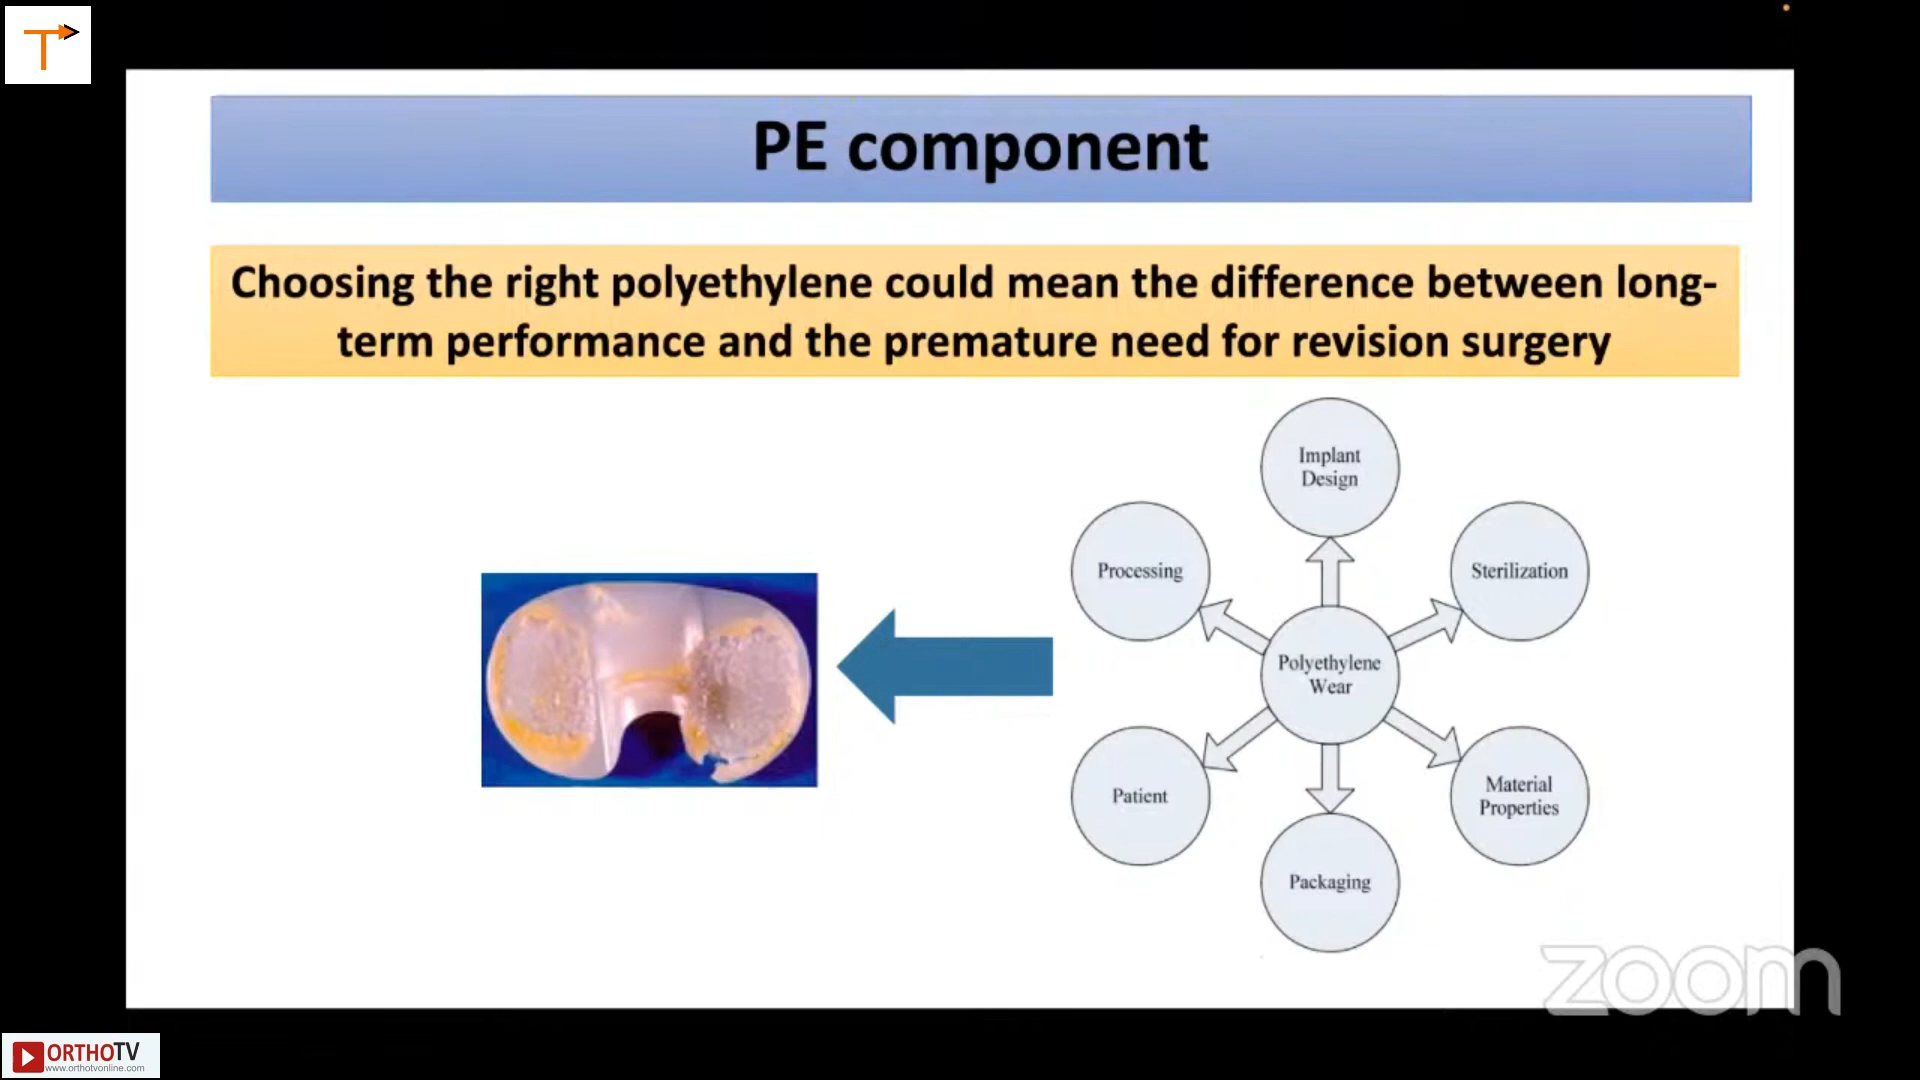 T
PE component
Choosing the right polyethylene could mean the difference between long-
term performance and the premature need for revision surgery
Implant
Design
Processing
Sterilization
Polyethylene
Wear
Patient
Material
Properties
Packaging
zoom
ORTHOTV
www.orthotvonline.com